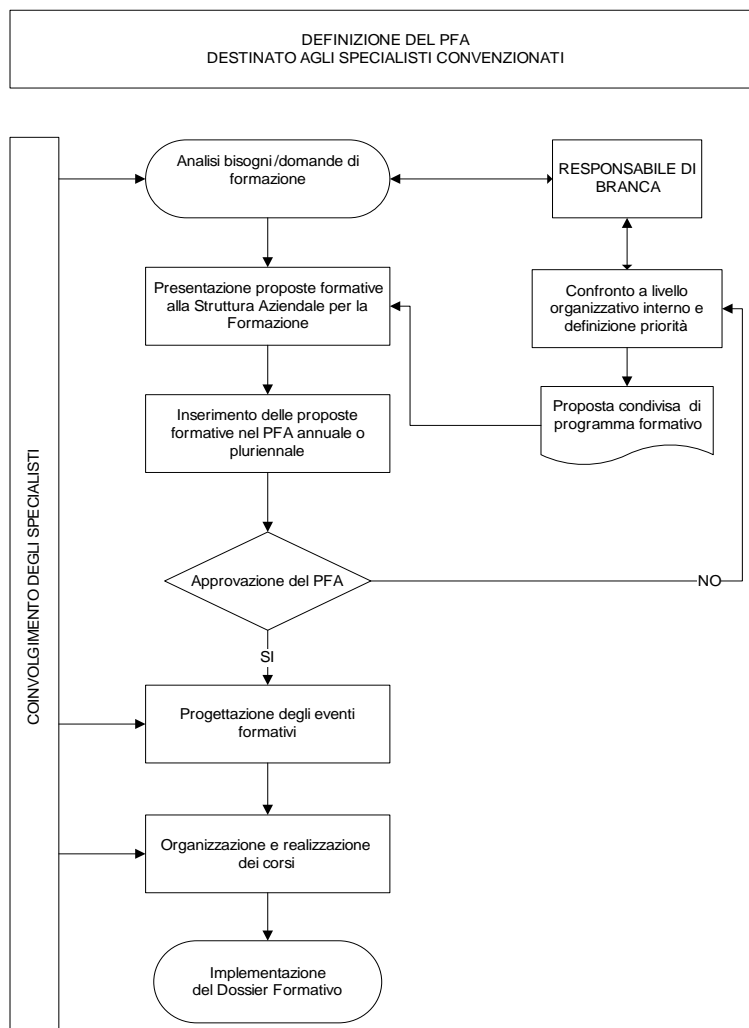 DEFINIZIONE DEL PFA
DESTINATO AGLI SPECIALISTI CONVENZIONATI
COINVOLGIMENTO DEGLI SPECIALISTI
Analisi bisogni/domande di
formazione
RESPONSABILE DI
BRANCA
Presentazione proposte formative
alla Struttura Aziendale per la
Formazione
Confronto a livello
organizzativo interno e
definizione priorità
Inserimento delle proposte
formative nel PFA annuale o
pluriennale
Proposta condivisa di
programma formativo
Approvazione del PFA
NO
SI
Progettazione degli eventi
formativi
Organizzazione e realizzazione
dei corsi
Implementazione
del Dossier Formativo